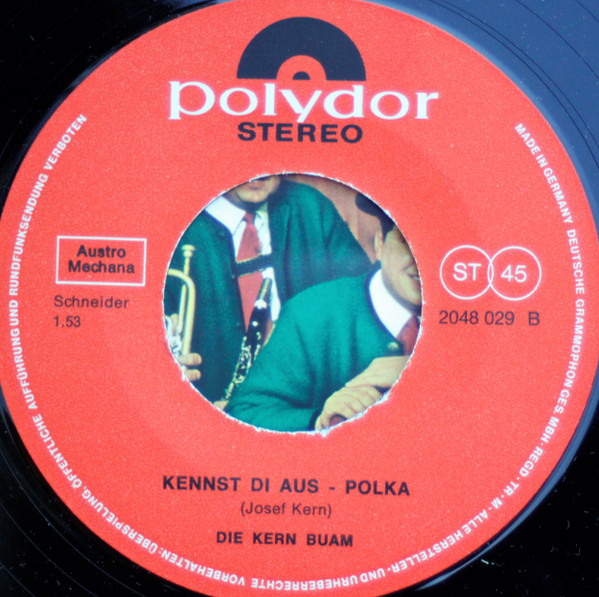 polydor
STEREO
Austro
Mechana
Schneider
1.53
ST 45
2048 029 B
KENNST DI AUS - POLKA
(Josef Kern)
DIE KERN BUAM
MADE IN GERMANY DEUTSCHE GRAMMOPHON GES. MBH · REGD · TR · M · ALLE HERSTELLER- UND URHEBERRECHTE VORBEHALTEN: ÜBERSPIELUNG, ÖFFENTLICHE AUFFÜHRUNG UND RUNDFUNKSENDUNG VERBOTEN